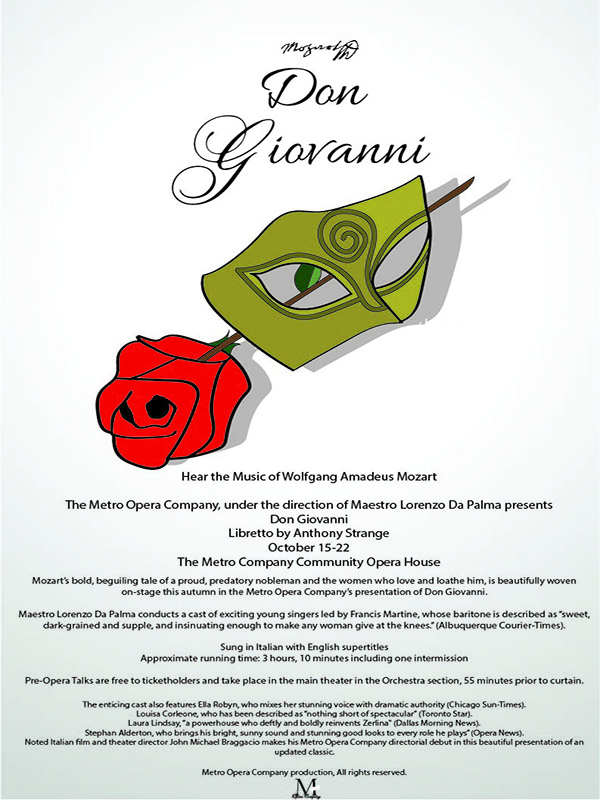 Mozart
Don
Giovanni
Hear the Music of Wolfgang Amadeus Mozart
The Metro Opera Company, under the direction of Maestro Lorenzo Da Palma presents
Don Giovanni
Libretto by Anthony Strange
October 15-22
The Metro Company Community Opera House
Mozart's bold, beguiling tale of a proud, predatory nobleman and the women who love and loathe him, is beautifully woven
on-stage this autumn in the Metro Opera Company's presentation of Don Giovanni.
Maestro Lorenzo Da Palma conducts a cast of exciting young singers led by Francis Martine, whose baritone is described as "sweet,
dark-grained and supple, and insinuating enough to make any woman give at the knees." (Albuquerque Courier-Times).
Sung in Italian with English supertitles
Approximate running time: 3 hours, 10 minutes including one intermission
Pre-Opera Talks are free to ticketholders and take place in the main theater in the Orchestra section, 55 minutes prior to curtain.
The enticing cast also features Ella Robyn, who mixes her stunning voice with dramatic authority (Chicago Sun-Times).
Louisa Corleone, who has been described as "nothing short of spectacular" (Toronto Star).
Laura Lindsay, "a powerhouse who deftly and boldly reinvents Zerlina" (Dallas Morning News).
Stephan Alderton, who brings his bright, sunny sound and stunning good looks to every role he plays" (Opera News).
Noted Italian film and theater director John Michael Braggacio makes his Metro Opera Company directorial debut in this beautiful presentation of an
updated classic.
Metro Opera Company production, All rights reserved.
M